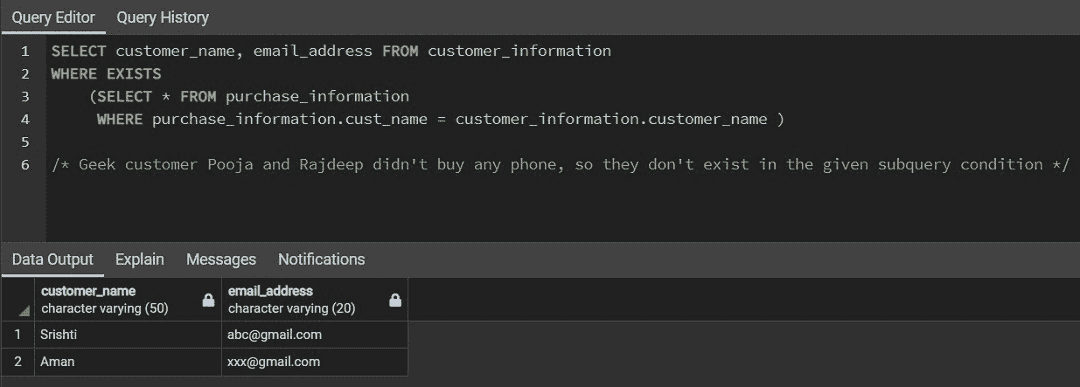 Query Editor Query History
1 SELECT customer_name, email_address FROM customer_information
2 WHERE EXISTS
3 (SELECT * FROM purchase_information
4 WHERE purchase_information.cust_name = customer_information.customer_name )
5
6 /* Geek customer Pooja and Rajdeep didn't buy any phone, so they don't exist in the given subquery condition */
Data Output Explain Messages Notifications
customer_name email_address
character varying (50) character varying (20)
1 Srishti abc@gmail.com
2 Aman xxx@gmail.com